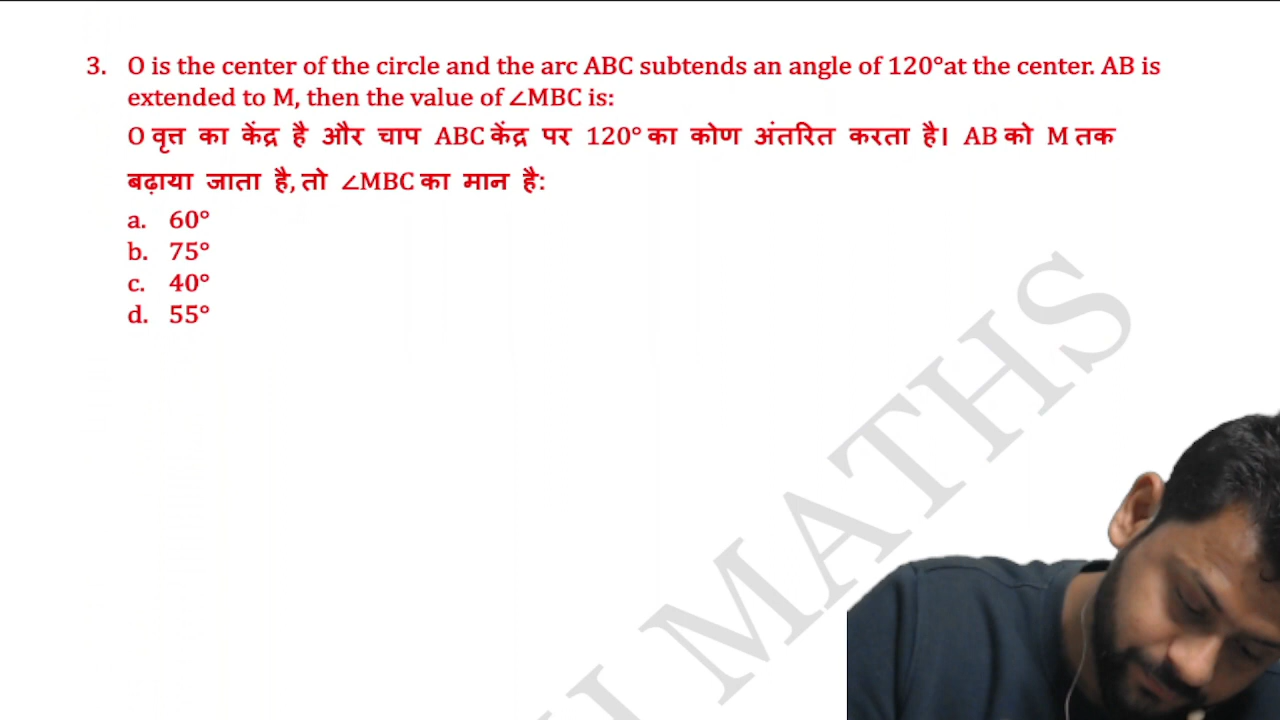 3. O is the center of the circle and the arc ABC subtends an angle of 120°at the center. AB is
extended to M, then the value of ∠MBC is:
O वृत्त का केंद्र है और चाप ABC केंद्र पर 120° का कोण अंतरित करता है। AB को M तक
बढ़ाया जाता है, तो ∠MBC का मान है:
a. 60°
b. 75°
c. 40°
d. 55°
MATHS